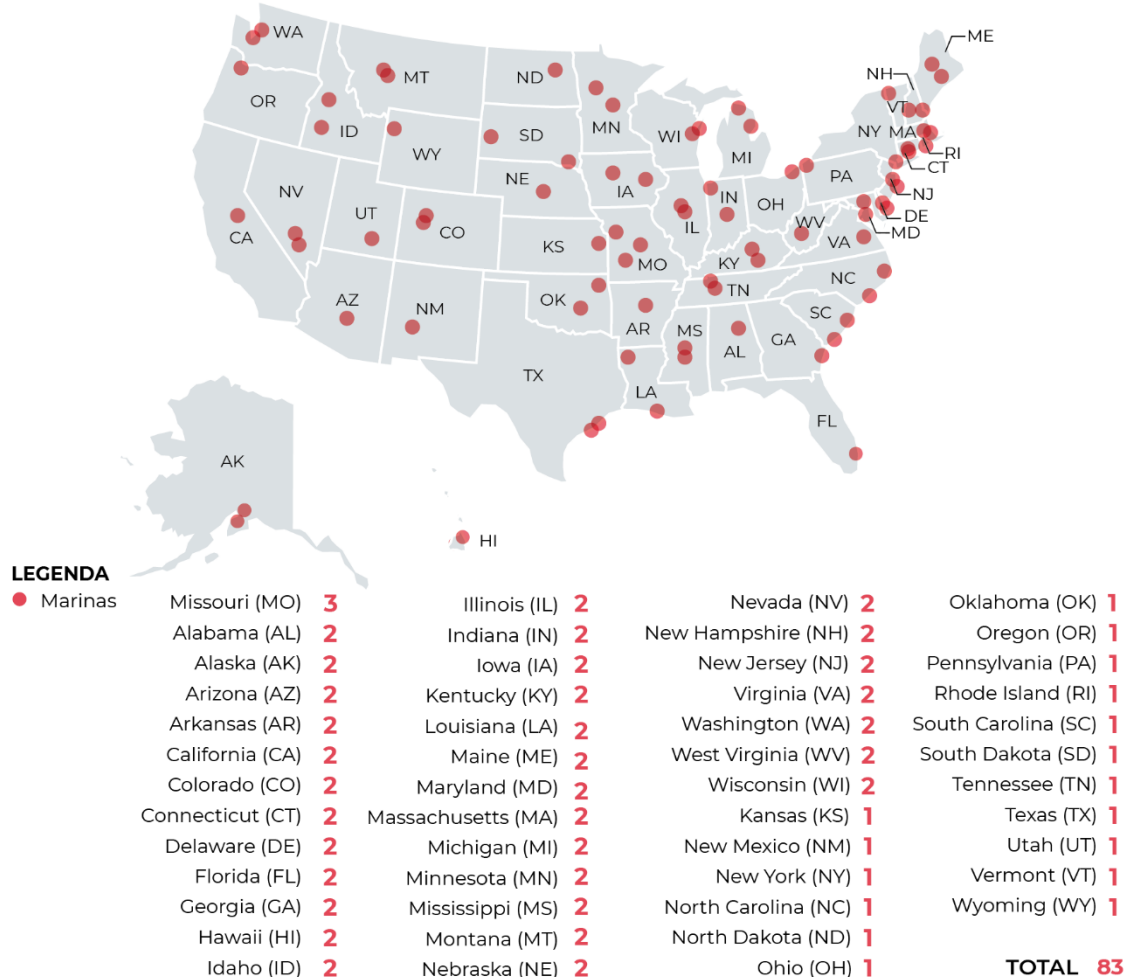 WA
ME
MT
ND
NH
OR
VT
MN
ID
SD
WI
NY
MA
WY
MI
RI
CT
NE
IA
PA
NV
IN
OH
NJ
UT
IL
DE
CA
CO
WV
MD
KS
VA
MO
KY
NC
AZ
OK
TN
NM
AR
SC
MS
GA
AL
TX
LA
FL
AK
HI
LEGENDA
Marinas
Missouri (MO) 3
Alabama (AL) 2
Alaska (AK) 2
Arizona (AZ) 2
Arkansas (AR) 2
California (CA) 2
Colorado (CO) 2
Connecticut (CT) 2
Delaware (DE) 2
Florida (FL) 2
Georgia (GA) 2
Hawaii (HI) 2
Idaho (ID) 2
Illinois (IL) 2
Indiana (IN) 2
Iowa (IA) 2
Kentucky (KY) 2
Louisiana (LA) 2
Maine (ME) 2
Maryland (MD) 2
Massachusetts (MA) 2
Michigan (MI) 2
Minnesota (MN) 2
Mississippi (MS) 2
Montana (MT) 2
Nebraska (NE) 2
Nevada (NV) 2
New Hampshire (NH) 2
New Jersey (NJ) 2
Virginia (VA) 2
Washington (WA) 2
West Virginia (WV) 2
Wisconsin (WI) 2
Kansas (KS) 1
New Mexico (NM) 1
New York (NY) 1
North Carolina (NC) 1
North Dakota (ND) 1
Ohio (OH) 1
Oklahoma (OK) 1
Oregon (OR) 1
Pennsylvania (PA) 1
Rhode Island (RI) 1
South Carolina (SC) 1
South Dakota (SD) 1
Tennessee (TN) 1
Texas (TX) 1
Utah (UT) 1
Vermont (VT) 1
Wyoming (WY) 1
TOTAL 83